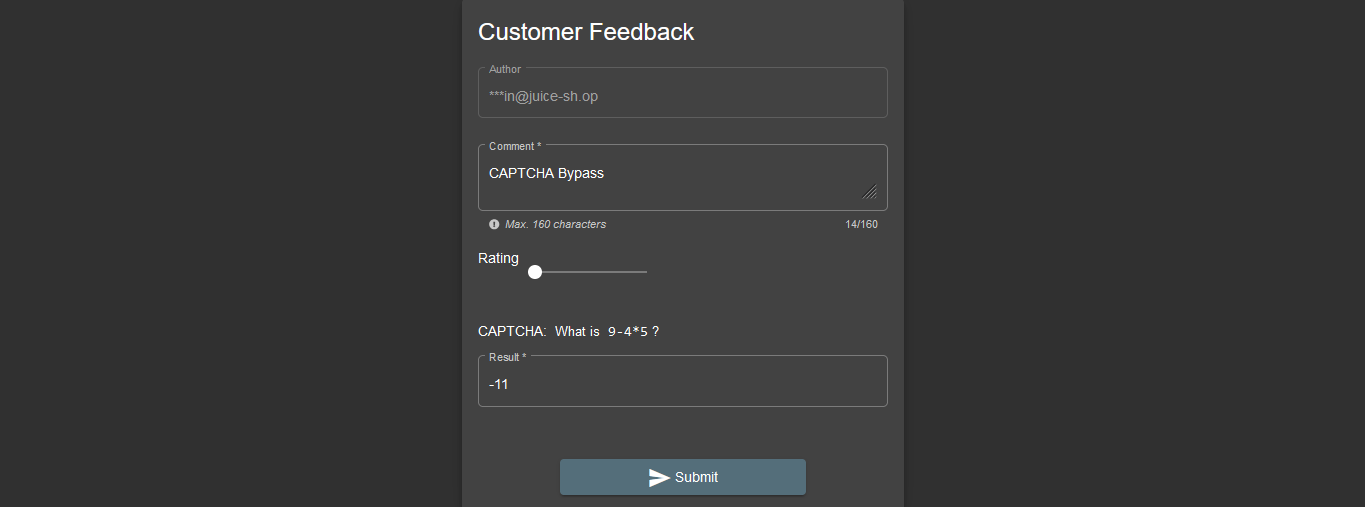 Customer Feedback
Author
***in@juice-sh.op
Comment *
CAPTCHA Bypass
Max. 160 characters 14/160
Rating
CAPTCHA: What is 9-4*5 ?
Result *
-11
Submit